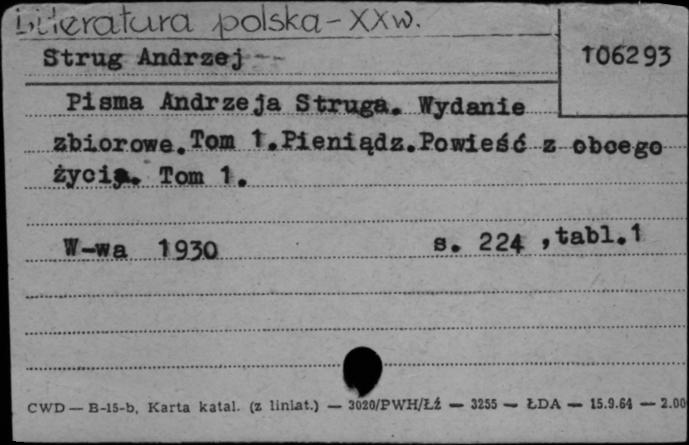 Literatura polska - XX w.
Strug Andrzej
106293
Pisma Andrzeja Struga. Wydanie
zbiorowe. Tom 1. Pieniądz. Powieść z obcego
życia. Tom 1.
W-wa 1930 s. 224 , tabl. 1
CWD — B-15-b, Karta katal. (z liniat.) — 3020/PWH/Łź — 3255 — ŁDA — 15.9.64 — 2.00